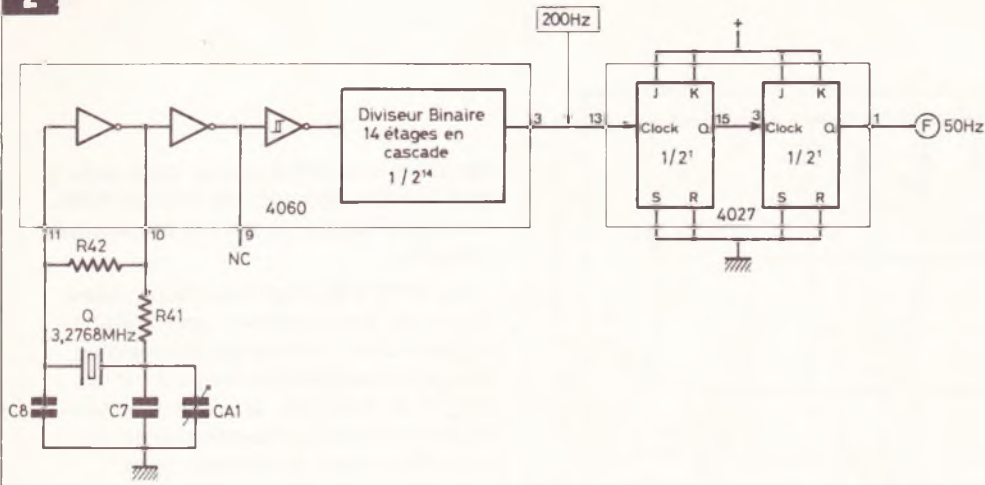 2
200Hz
+
J K
J K
Diviseur Binaire
14 étages en
cascade
1 / 2¹⁴
3
13
Clock Q
15
3
Clock Q
1
F 50Hz
1/2¹
1/2¹
S R
S R
4060
4027
11
10
9
NC
R42
R41
Q
3,2768MHz
C8
C7
CA1